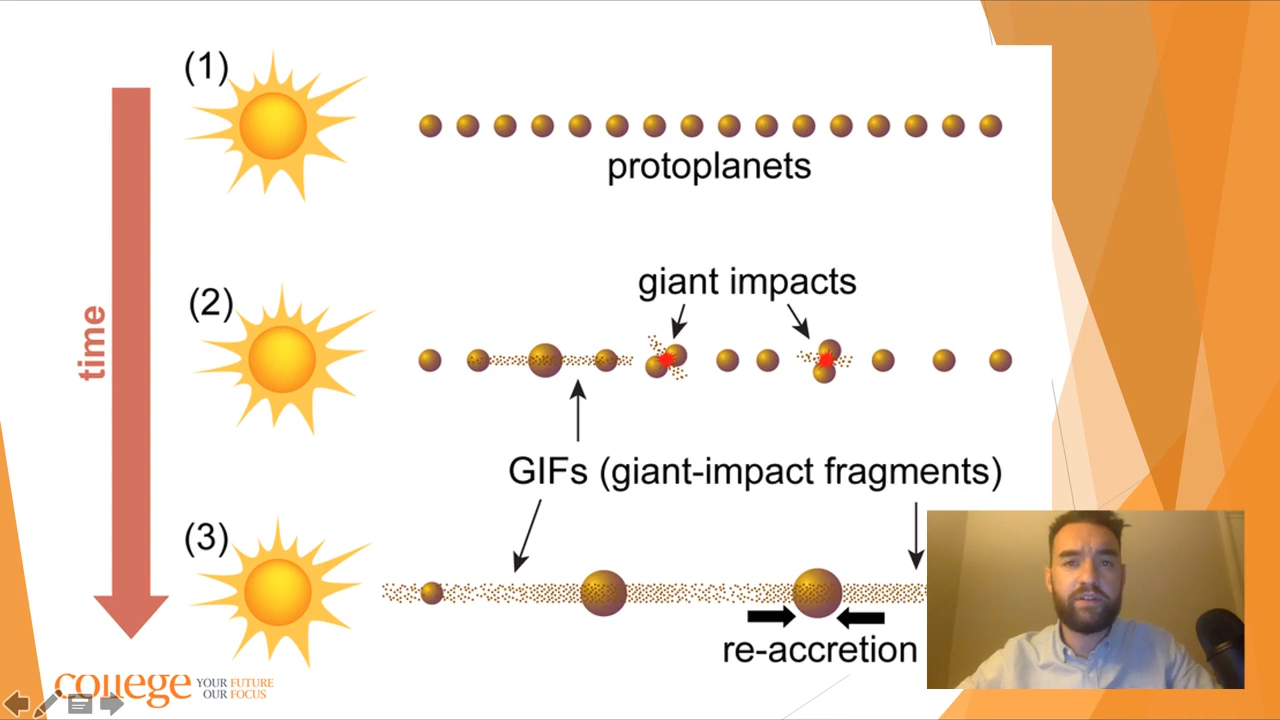 (1)
protoplanets
giant impacts
(2)
time
GIFs (giant-impact fragments)
(3)
re-accretion
college YOUR FUTURE
OUR FOCUS